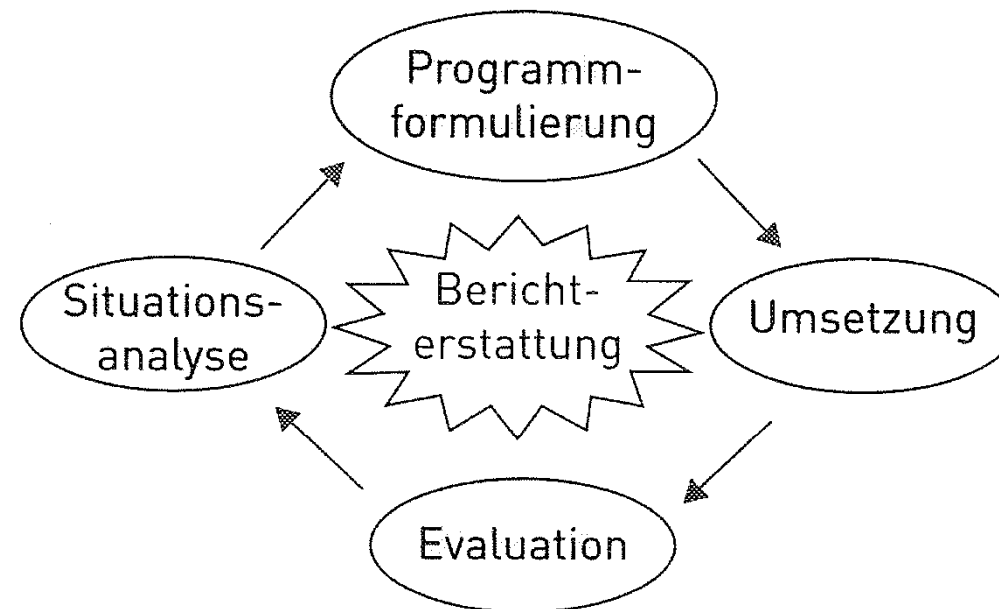 Programm-
formulierung
Situations-
analyse
Bericht-
erstattung
Umsetzung
Evaluation